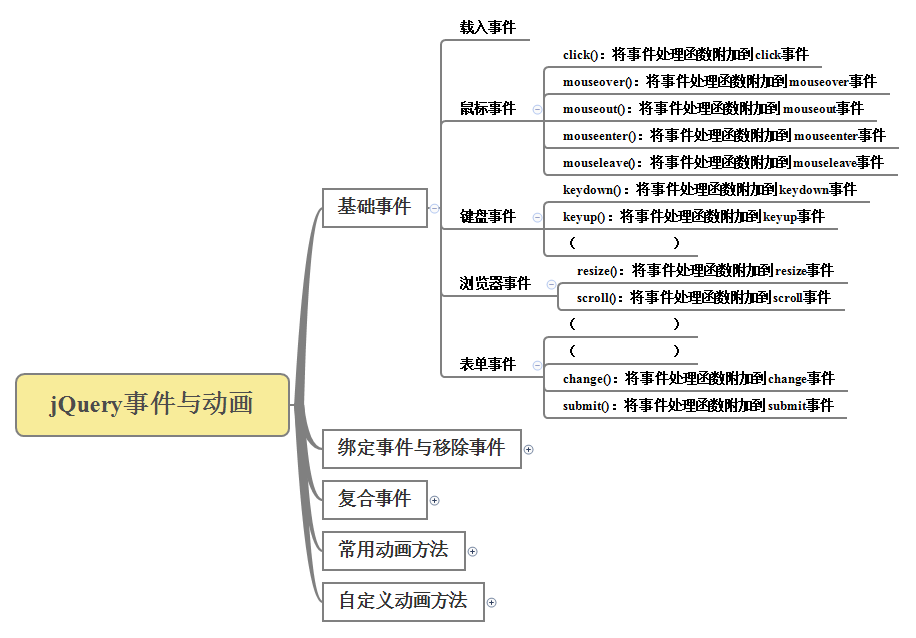 载入事件
click()：将事件处理函数附加到click事件
mouseover()：将事件处理函数附加到mouseover事件
鼠标事件
mouseout()：将事件处理函数附加到mouseout事件
mouseenter()：将事件处理函数附加到mouseenter事件
mouseleave()：将事件处理函数附加到mouseleave事件
keydown()：将事件处理函数附加到keydown事件
基础事件
键盘事件
keyup()：将事件处理函数附加到keyup事件
（ ）
浏览器事件
resize()：将事件处理函数附加到resize事件
scroll()：将事件处理函数附加到scroll事件
（ ）
（ ）
表单事件
change()：将事件处理函数附加到change事件
submit()：将事件处理函数附加到submit事件
jQuery事件与动画
绑定事件与移除事件
复合事件
常用动画方法
自定义动画方法